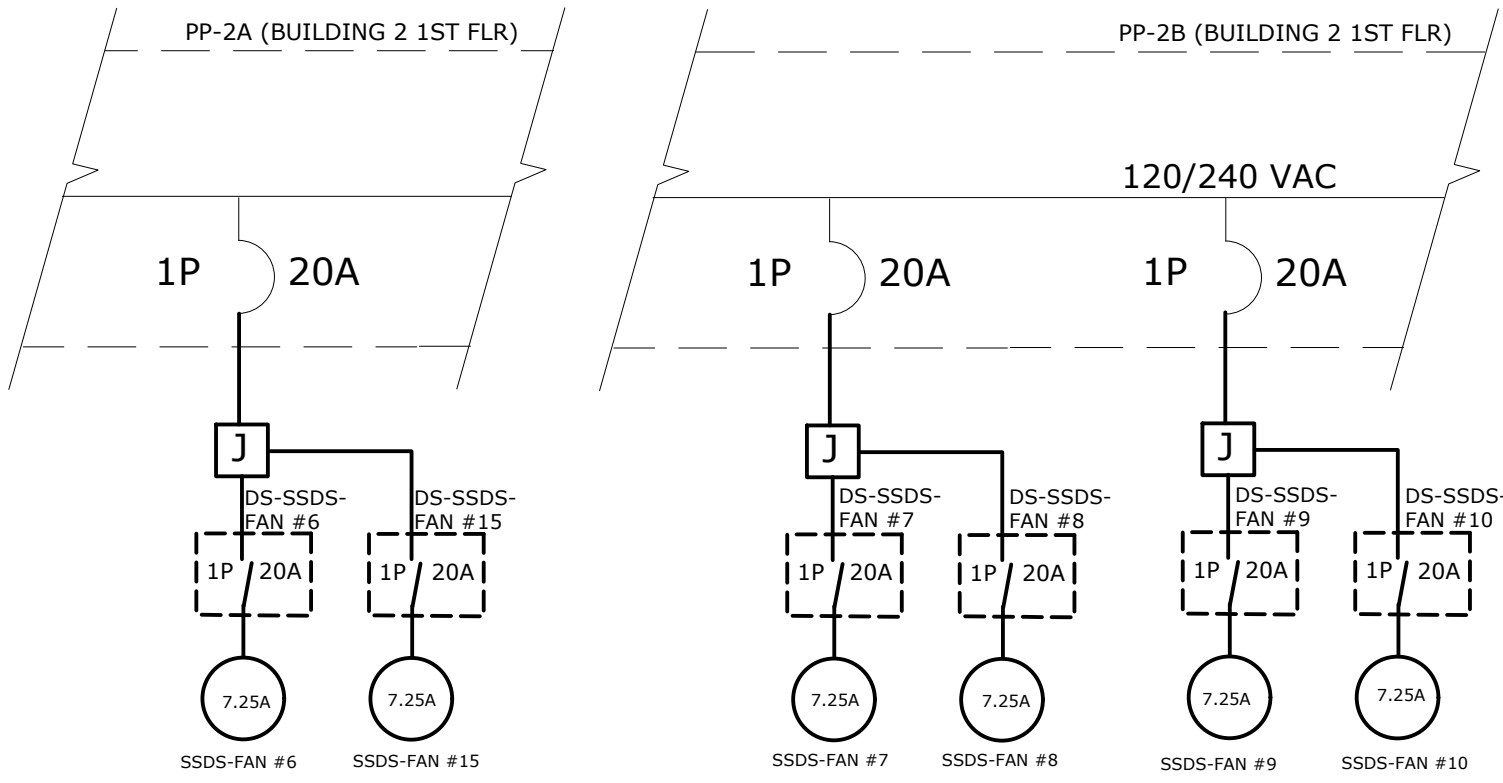 PP-2A (BUILDING 2 1ST FLR)
PP-2B (BUILDING 2 1ST FLR)
120/240 VAC
1P 20A
1P 20A
1P 20A
J
J
J
DS-SSDS-
FAN #6
DS-SSDS-
FAN #15
DS-SSDS-
FAN #7
DS-SSDS-
FAN #8
DS-SSDS-
FAN #9
DS-SSDS-
FAN #10
1P 20A
1P 20A
1P 20A
1P 20A
1P 20A
1P 20A
7.25A
7.25A
7.25A
7.25A
7.25A
7.25A
SSDS-FAN #6
SSDS-FAN #15
SSDS-FAN #7
SSDS-FAN #8
SSDS-FAN #9
SSDS-FAN #10